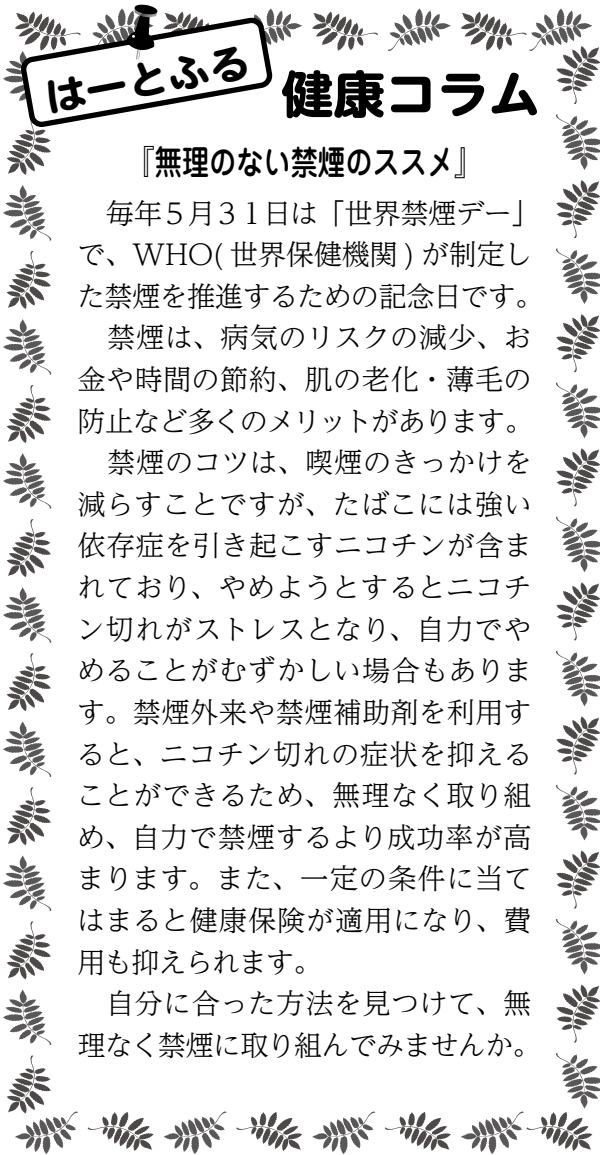 はーとふる
健康コラム
『無理のない禁煙のススメ』
　毎年５月３１日は「世界禁煙デー」
で、WHO( 世界保健機関 ) が制定し
た禁煙を推進するための記念日です。
　禁煙は、病気のリスクの減少、お
金や時間の節約、肌の老化・薄毛の
防止など多くのメリットがあります。
　禁煙のコツは、喫煙のきっかけを
減らすことですが、たばこには強い
依存症を引き起こすニコチンが含ま
れており、やめようとするとニコチ
ン切れがストレスとなり、自力でや
めることがむずかしい場合もありま
す。禁煙外来や禁煙補助剤を利用す
ると、ニコチン切れの症状を抑える
ことができるため、無理なく取り組
め、自力で禁煙するより成功率が高
まります。また、一定の条件に当て
はまると健康保険が適用になり、費
用も抑えられます。
　自分に合った方法を見つけて、無
理なく禁煙に取り組んでみませんか。